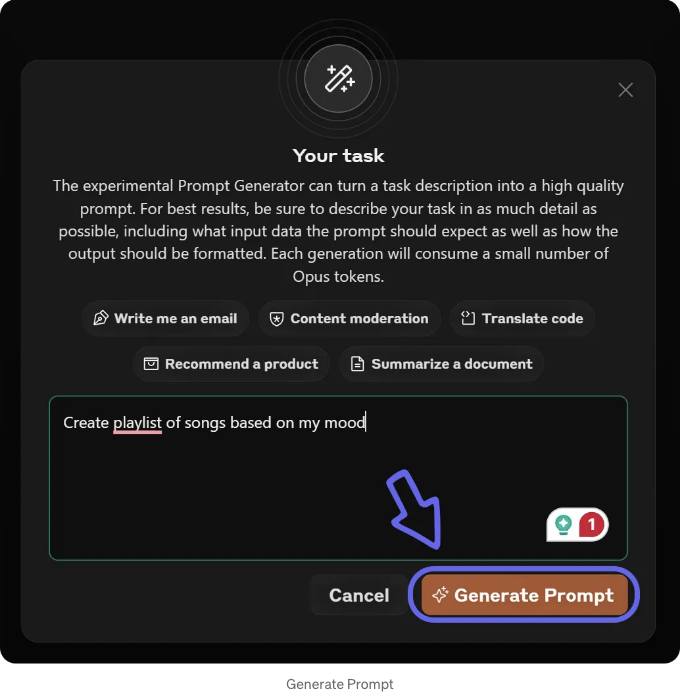 Your task
The experimental Prompt Generator can turn a task description into a high quality
prompt. For best results, be sure to describe your task in as much detail as
possible, including what input data the prompt should expect as well as how the
output should be formatted. Each generation will consume a small number of
Opus tokens.
Write me an email
Content moderation
Translate code
Recommend a product
Summarize a document
Create playlist of songs based on my mood
1
Cancel
Generate Prompt
Generate Prompt